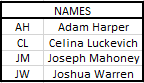 NAMES
AH Adam Harper
CL Celina Luckevich
JM Joseph Mahoney
JW Joshua Warren